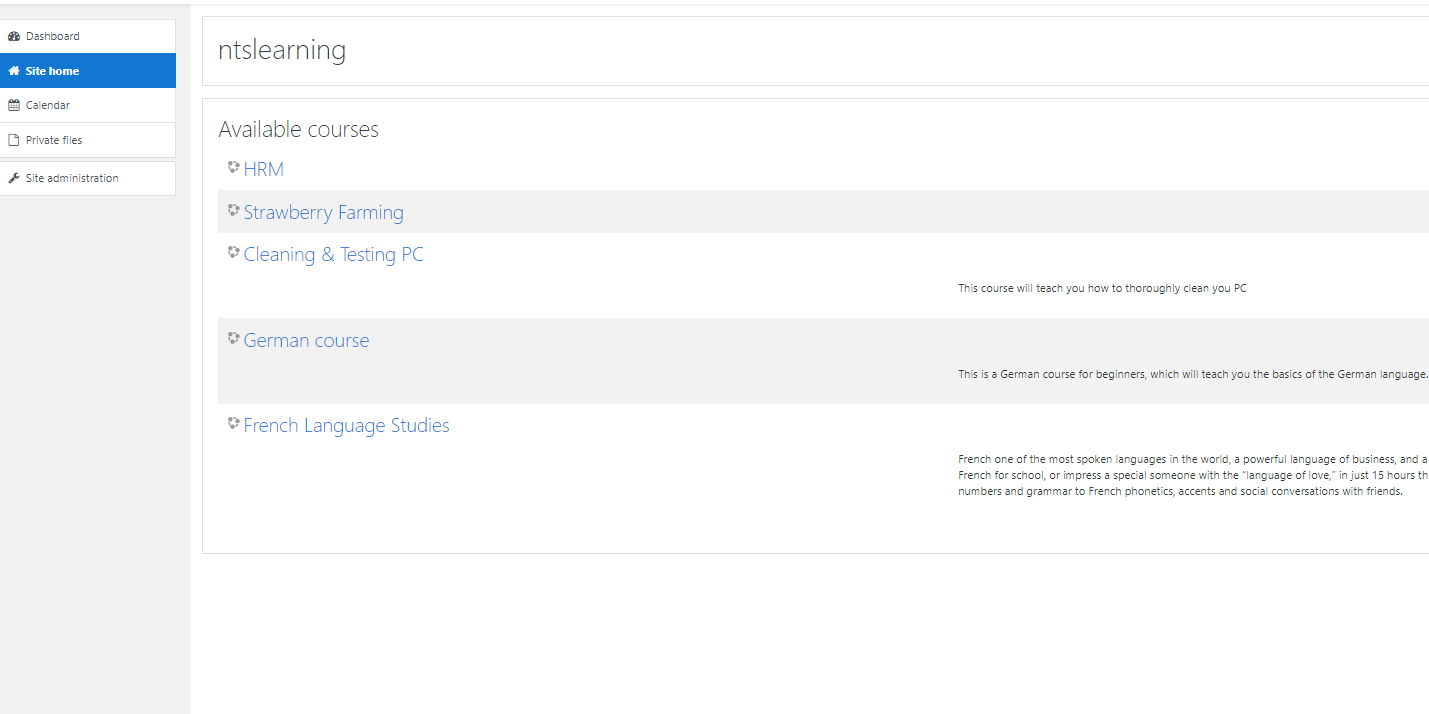 Dashboard
Site home
Calendar
Private files
Site administration
ntslearning
Available courses
HRM
Strawberry Farming
Cleaning & Testing PC
This course will teach you how to thoroughly clean you PC
German course
This is a German course for beginners, which will teach you the basics of the German language.
French Language Studies
French one of the most spoken languages in the world, a powerful language of business, and a
French for school, or impress a special someone with the “language of love,” in just 15 hours th
numbers and grammar to French phonetics, accents and social conversations with friends.